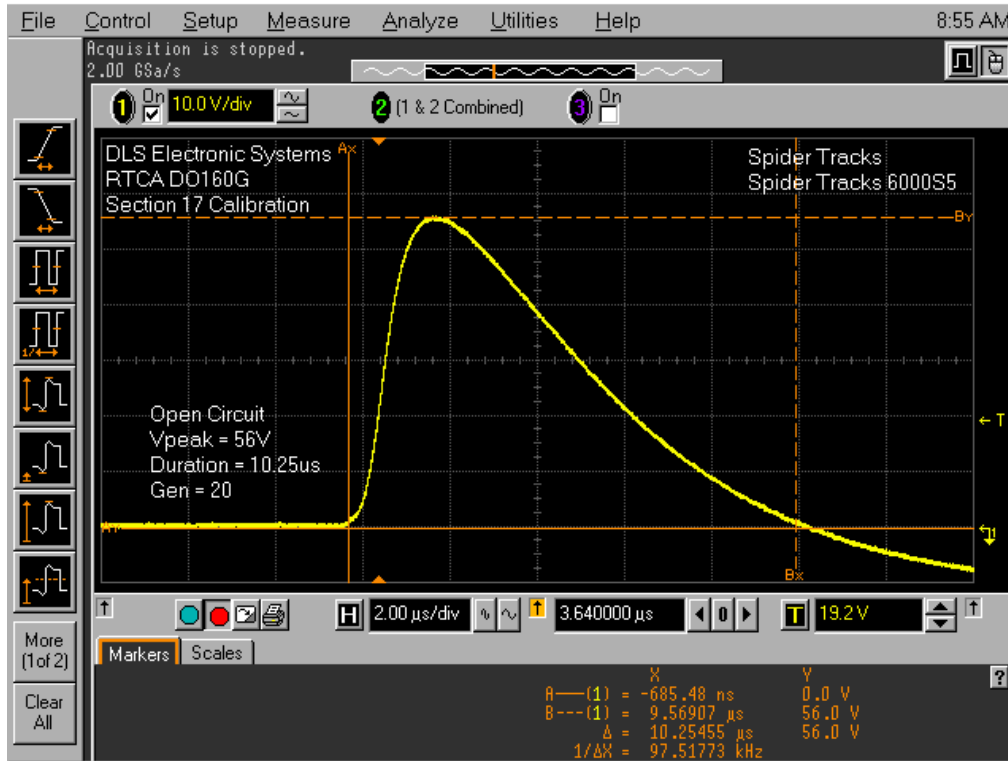 File Control Setup Measure Analyze Utilities Help 8:55 AM
Acquisition is stopped.
2.00 GSa/s
1 On 10.0 V/div 2 (1 & 2 Combined) 3 On
DLS Electronic Systems
RTCA DO160G
Section 17 Calibration
Spider Tracks
Spider Tracks 6000S5
Ax
By
Open Circuit
Vpeak = 56V
Duration = 10.25us
Gen = 20
T
Bx
H 2.00 µs/div 3.640000 µs 0 T 19.2 V
More
(1of 2)
Clear
All
Markers Scales
X Y
A——(1) = -685.48 ns 0.0 V
B---(1) = 9.56907 µs 56.0 V
Δ = 10.25455 µs 56.0 V
1/ΔX = 97.51773 kHz
?